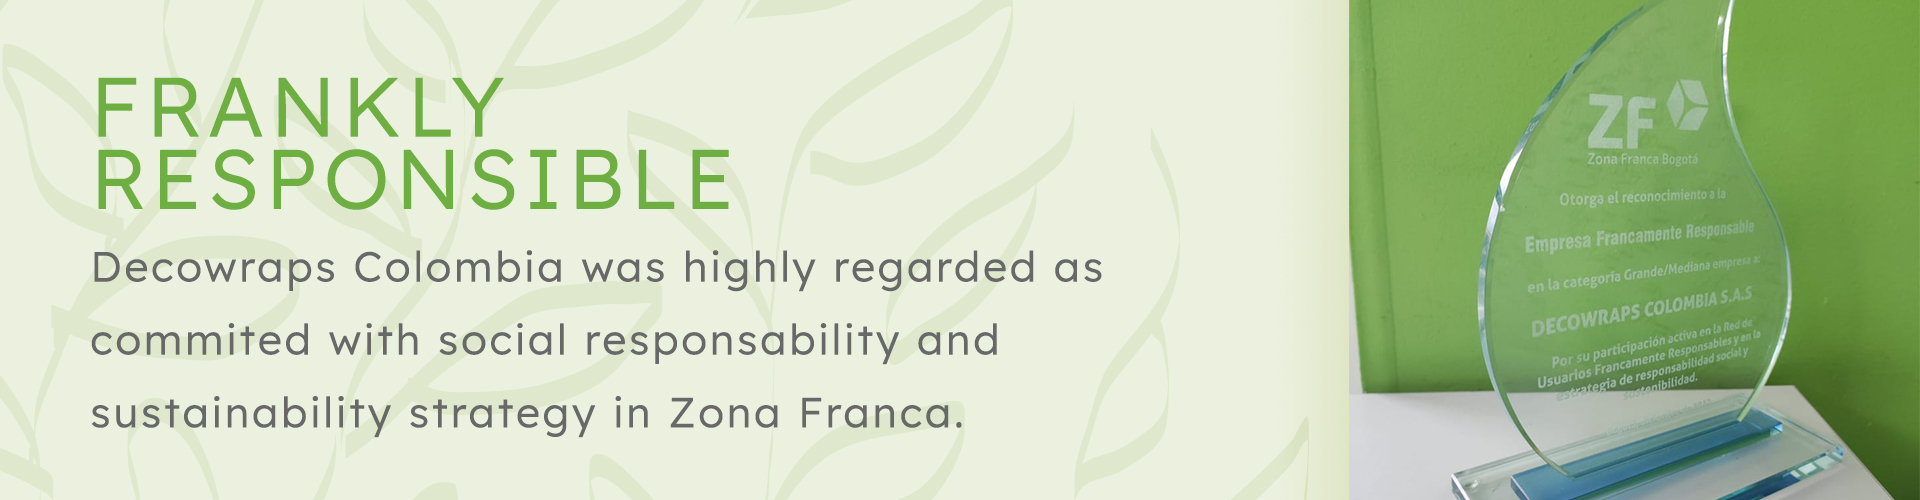 FRANKLY
RESPONSIBLE
Decowraps Colombia was highly regarded as
commited with social responsability and
sustainability strategy in Zona Franca.
ZF
Zona Franca Bogotá
Otorga el reconocimiento a la
Empresa Francamente Responsable
en la categoría Grande/Mediana empresa a:
DECOWRAPS COLOMBIA S.A.S
Por su participación activa en la Red de
Usuarios Francamente Responsables y en la
estrategia de responsabilidad social y
sostenibilidad.